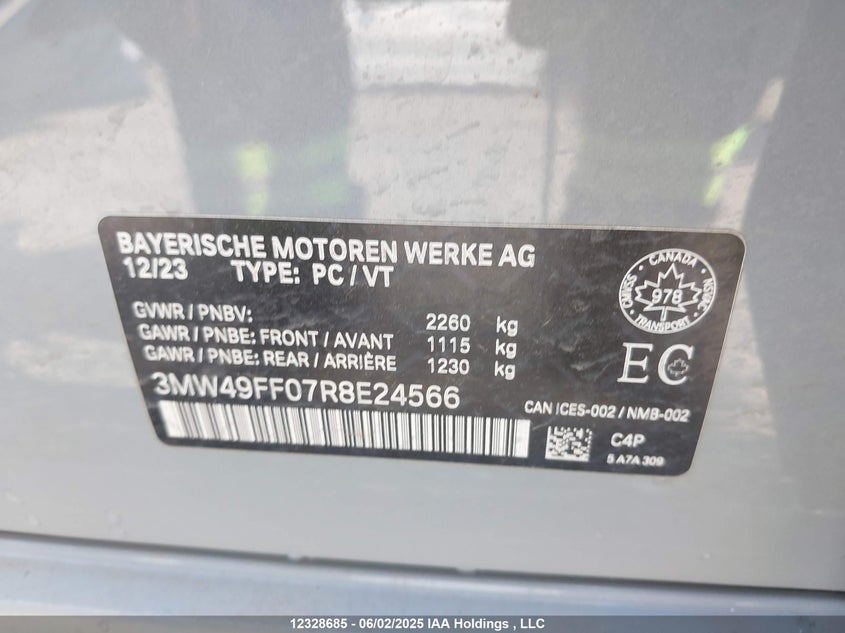 BAYERISCHE MOTOREN WERKE AG
12/23 TYPE: PC / VT
GVWR / PNBV: 2260 kg
GAWR / PNBE: FRONT / AVANT 1115 kg
GAWR / PNBE: REAR / ARRIÈRE 1230 kg
3MW49FF07R8E24566
CANADA
978
TRANSPORT
EC
CAN ICES-002 / NMB-002
C4P
5 A7A 309
12328685 - 06/02/2025 IAA Holdings , LLC